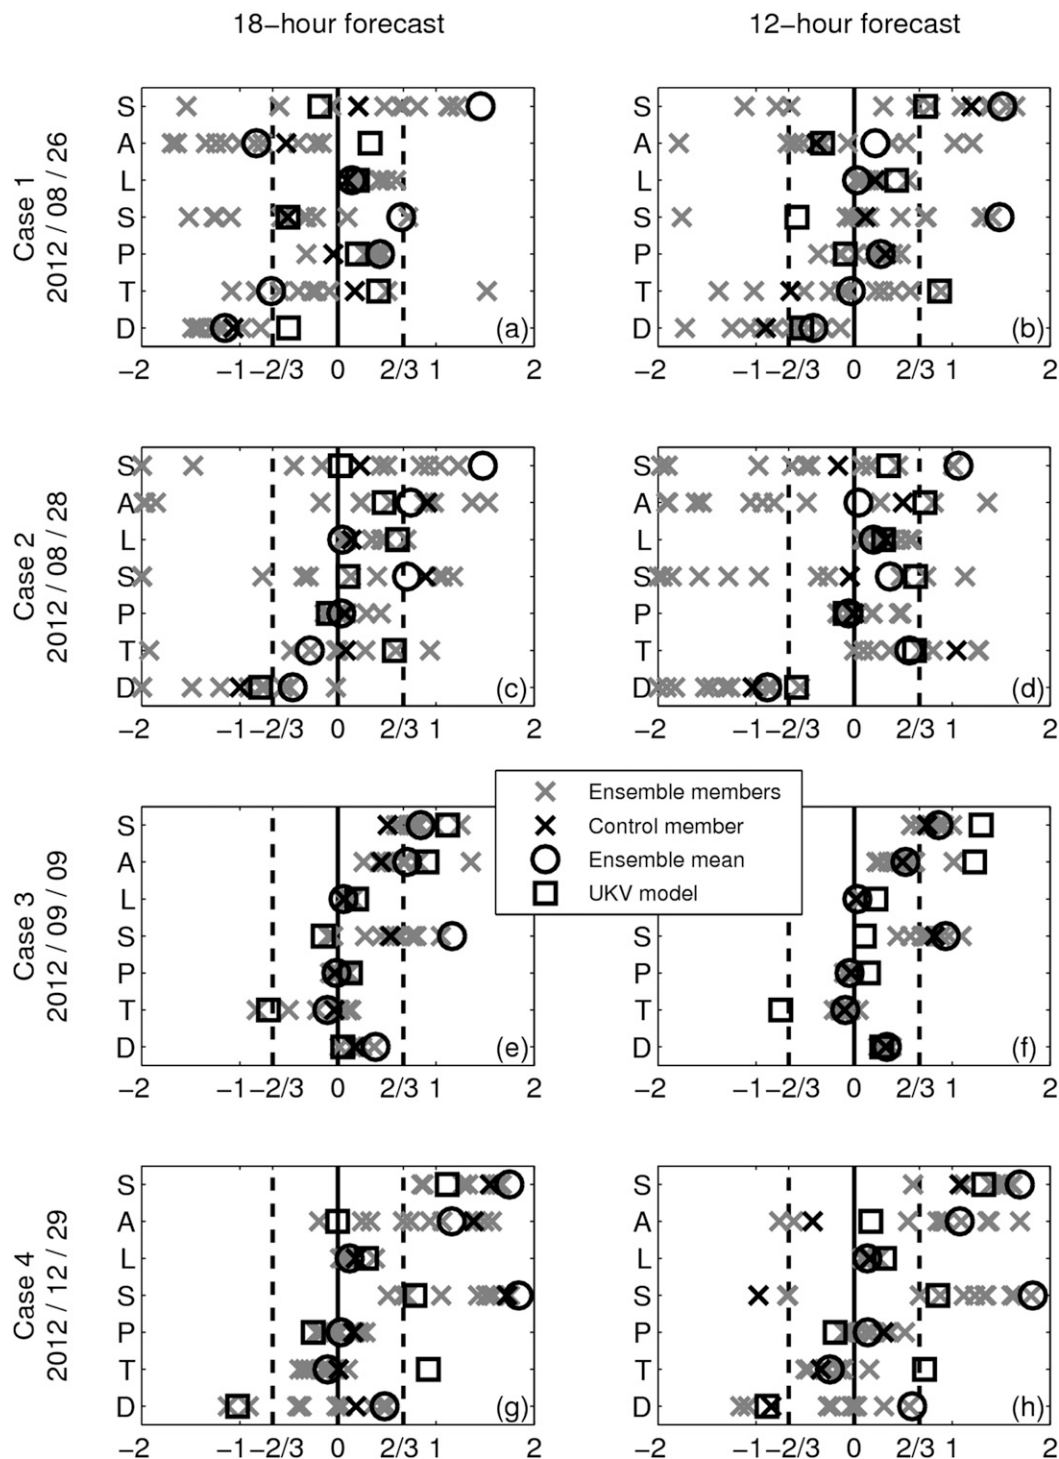 18−hour forecast
12−hour forecast
Case 1
2012 / 08 / 26
S
A
L
S
P
T
D
(a)
−2 −1 −2/3 0 2/3 1 2
S
A
L
S
P
T
D
(b)
−2 −1 −2/3 0 2/3 1 2
Case 2
2012 / 08 / 28
S
A
L
S
P
T
D
(c)
−2 −1 −2/3 0 2/3 1 2
S
A
L
S
P
T
D
(d)
−2 −1 −2/3 0 2/3 1 2
Ensemble members
Control member
Ensemble mean
UKV model
Case 3
2012 / 09 / 09
S
A
L
S
P
T
D
(e)
−2 −1 −2/3 0 2/3 1 2
S
P
T
D
(f)
−2 −1 −2/3 0 2/3 1 2
Case 4
2012 / 12 / 29
S
A
L
S
P
T
D
(g)
−2 −1 −2/3 0 2/3 1 2
S
A
L
S
P
T
D
(h)
−2 −1 −2/3 0 2/3 1 2